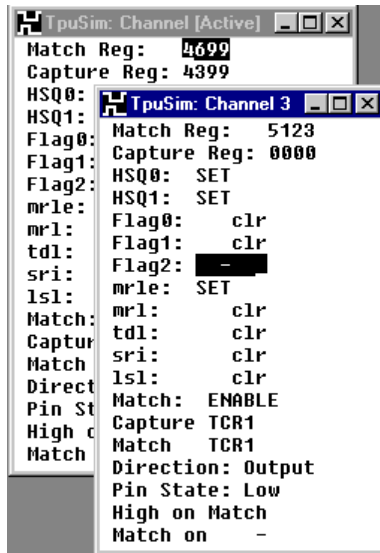 TpuSim: Channel [Active]
Match Reg: 4699
Capture Reg: 4399
HSQ0:
HSQ1:
Flag0:
Flag1:
Flag2:
mrle:
mrl:
tdl:
sri:
lsl:
Match:
Captur
Match
Direct
Pin St
High o
Match
TpuSim: Channel 3
Match Reg: 5123
Capture Reg: 0000
HSQ0: SET
HSQ1: SET
Flag0: clr
Flag1: clr
Flag2: -
mrle: SET
mrl: clr
tdl: clr
sri: clr
lsl: clr
Match: ENABLE
Capture TCR1
Match TCR1
Direction: Output
Pin State: Low
High on Match
Match on -